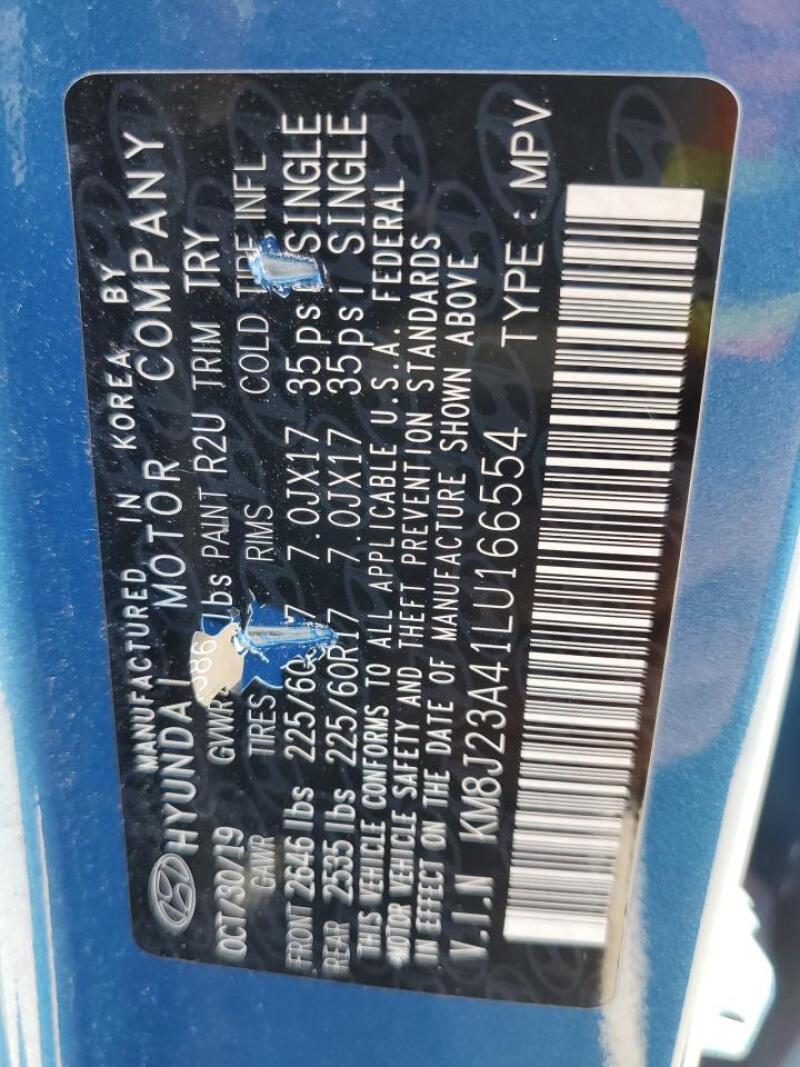 MANUFACTURED IN KOREA BY
HYUNDAI MOTOR COMPANY
OCT/30/19 GVWR 386 lbs PAINT R2U TRIM TRY
GAWR TIRES RIMS COLD TIRE INFL
FRONT 2646 lbs 225/60R17 7.0JX17 35psi SINGLE
REAR 2535 lbs 225/60R17 7.0JX17 35psi SINGLE
THIS VEHICLE CONFORMS TO ALL APPLICABLE U.S.A. FEDERAL
MOTOR VEHICLE SAFETY AND THEFT PREVENTION STANDARDS
IN EFFECT ON THE DATE OF MANUFACTURE SHOWN ABOVE
V.I.N KM8J23A41LU166554 TYPE : MPV